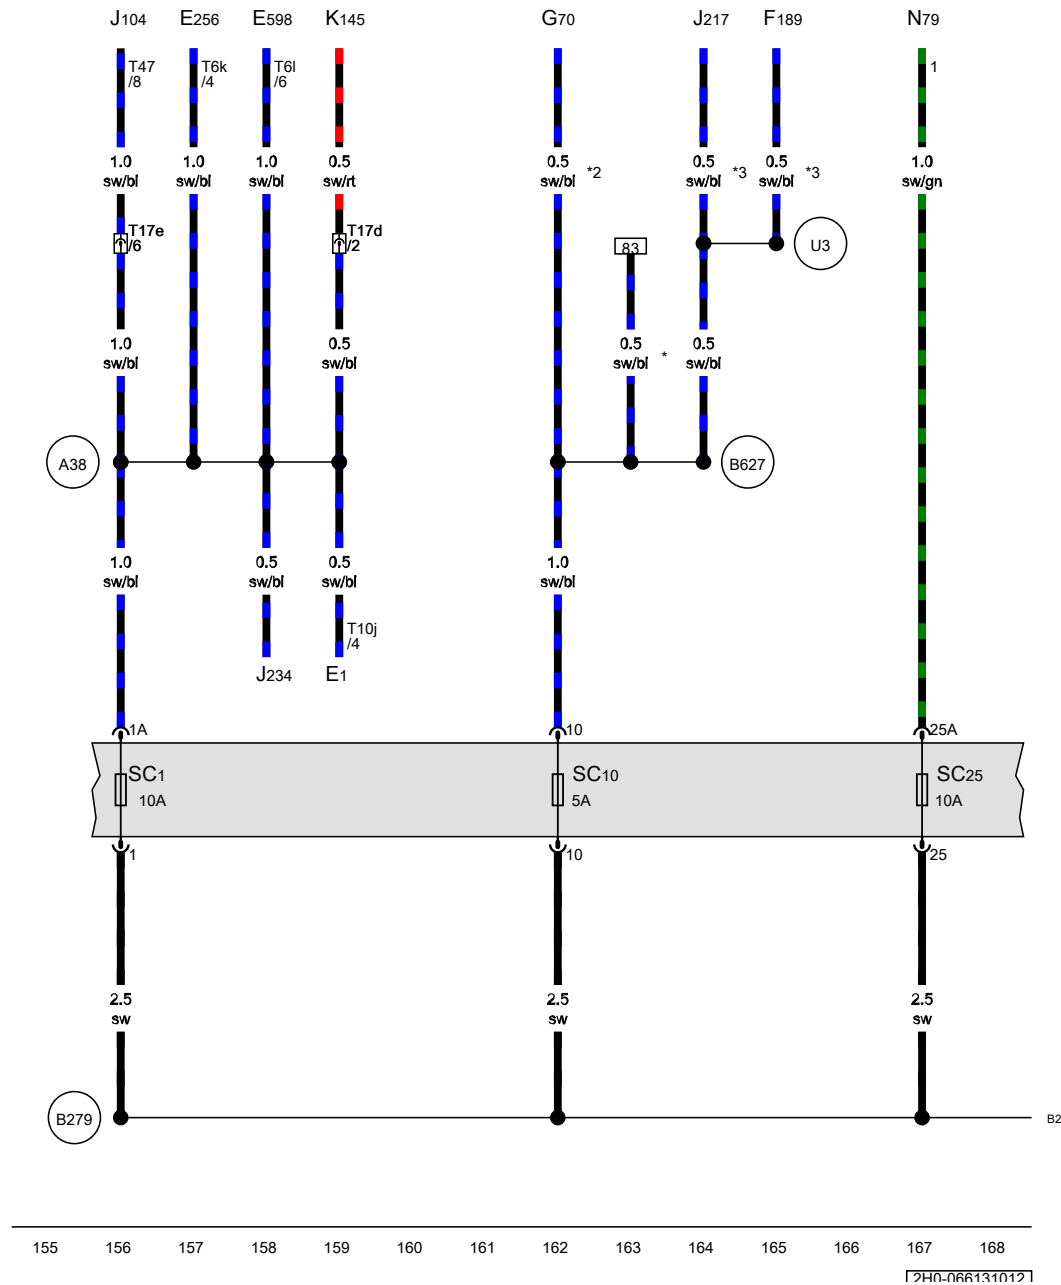 J104 E256 E598 K145 G70 J217 F189 N79
T47 T6k T6l 1
/8 /4 /6
1.0 1.0 1.0 0.5 0.5 0.5 0.5 1.0
sw/bl sw/bl sw/bl sw/rt sw/bl *2 sw/bl *3 sw/bl *3 sw/gn
T17e T17d
/6 /2 83 U3
1.0 0.5 0.5 0.5
sw/bl sw/bl sw/bl * sw/bl
A38 B627
1.0 0.5 0.5 1.0
sw/bl sw/bl sw/bl sw/bl
T10j
/4
J234 E1
1A 10 25A
SC1 SC10 SC25
10A 5A 10A
1 10 25
2.5 2.5 2.5
sw sw sw
B279 B2
155 156 157 158 159 160 161 162 163 164 165 166 167 168
2H0-066131012